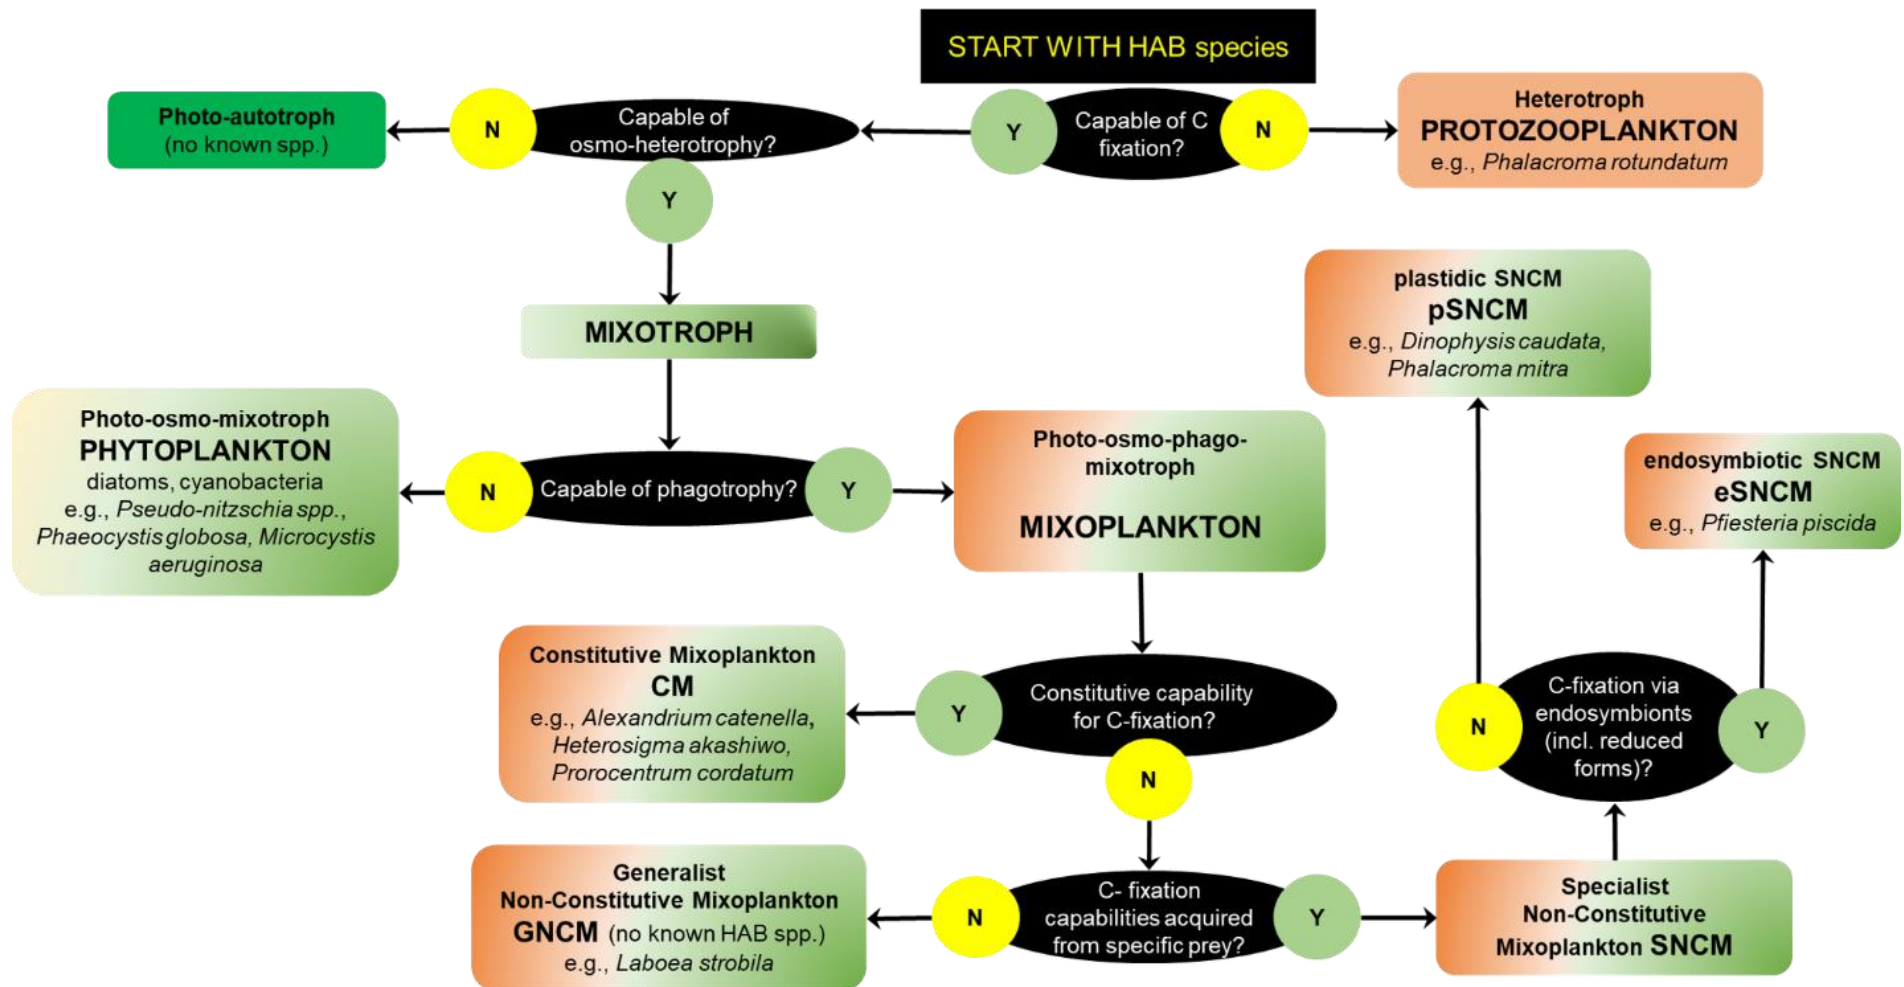 START WITH HAB species
Capable of C
fixation?
Y
N
Heterotroph
PROTOZOOPLANKTON
e.g., Phalacroma rotundatum
Capable of
osmo-heterotrophy?
N
Y
Photo-autotroph
(no known spp.)
MIXOTROPH
Capable of phagotrophy?
N
Y
Photo-osmo-mixotroph
PHYTOPLANKTON
diatoms, cyanobacteria
e.g., Pseudo-nitzschia spp.,
Phaeocystis globosa, Microcystis
aeruginosa
Photo-osmo-phago-
mixotroph
MIXOPLANKTON
Constitutive capability
for C-fixation?
Y
N
Constitutive Mixoplankton
CM
e.g., Alexandrium catenella,
Heterosigma akashiwo,
Prorocentrum cordatum
C- fixation
capabilities acquired
from specific prey?
N
Y
Generalist
Non-Constitutive Mixoplankton
GNCM (no known HAB spp.)
e.g., Laboea strobila
Specialist
Non-Constitutive
Mixoplankton SNCM
C-fixation via
endosymbionts
(incl. reduced
forms)?
N
Y
plastidic SNCM
pSNCM
e.g., Dinophysis caudata,
Phalacroma mitra
endosymbiotic SNCM
eSNCM
e.g., Pfiesteria piscida